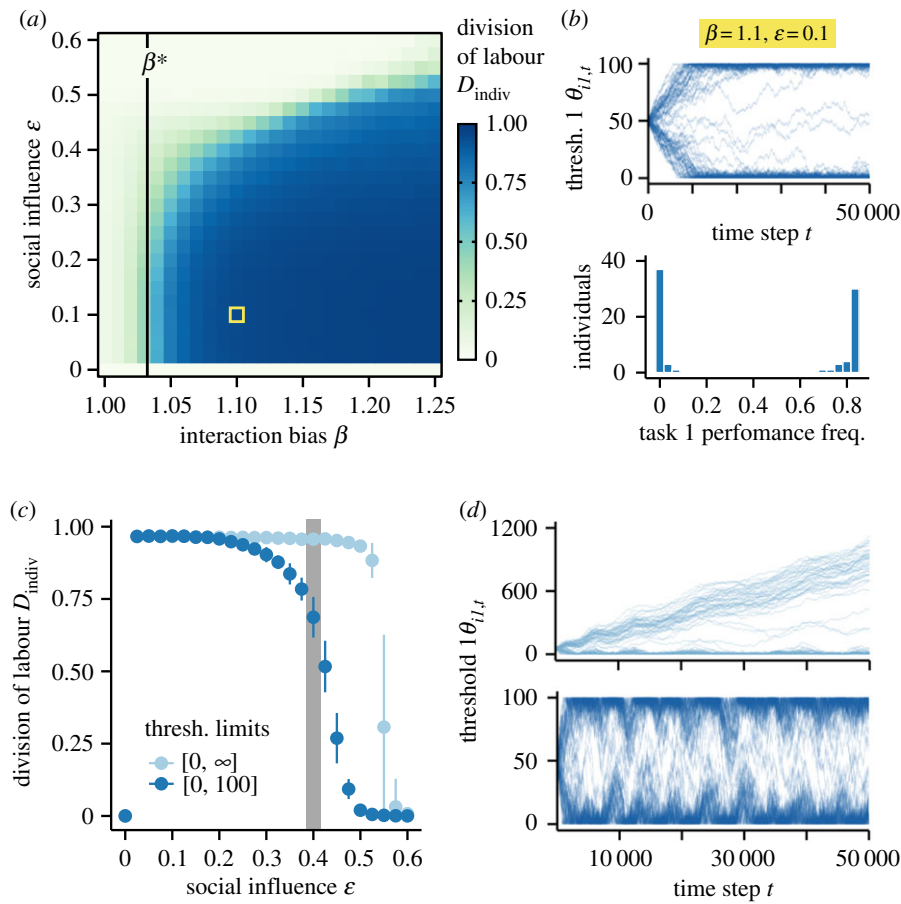 (a)
division
of labour
D_indiv
0.6
β*
0.5
1.00
0.4
social influence ε
0.75
0.3
0.50
0.2
0.25
0.1
0
0
1.00 1.05 1.10 1.15 1.20 1.25
interaction bias β
(b)
β = 1.1, ε = 0.1
100
thresh. 1 θ_i1,t
50
0
0 50 000
time step t
40
individuals
20
0
0 0.2 0.4 0.6 0.8
task 1 perfomance freq.
(c)
1.00
division of labour D_indiv
0.75
0.50
0.25
0
thresh. limits
[0, ∞]
[0, 100]
0 0.1 0.2 0.3 0.4 0.5 0.6
social influence ε
(d)
1200
600
0
threshold 1θ_i1,t
100
50
0
10 000 30 000 50 000
time step t